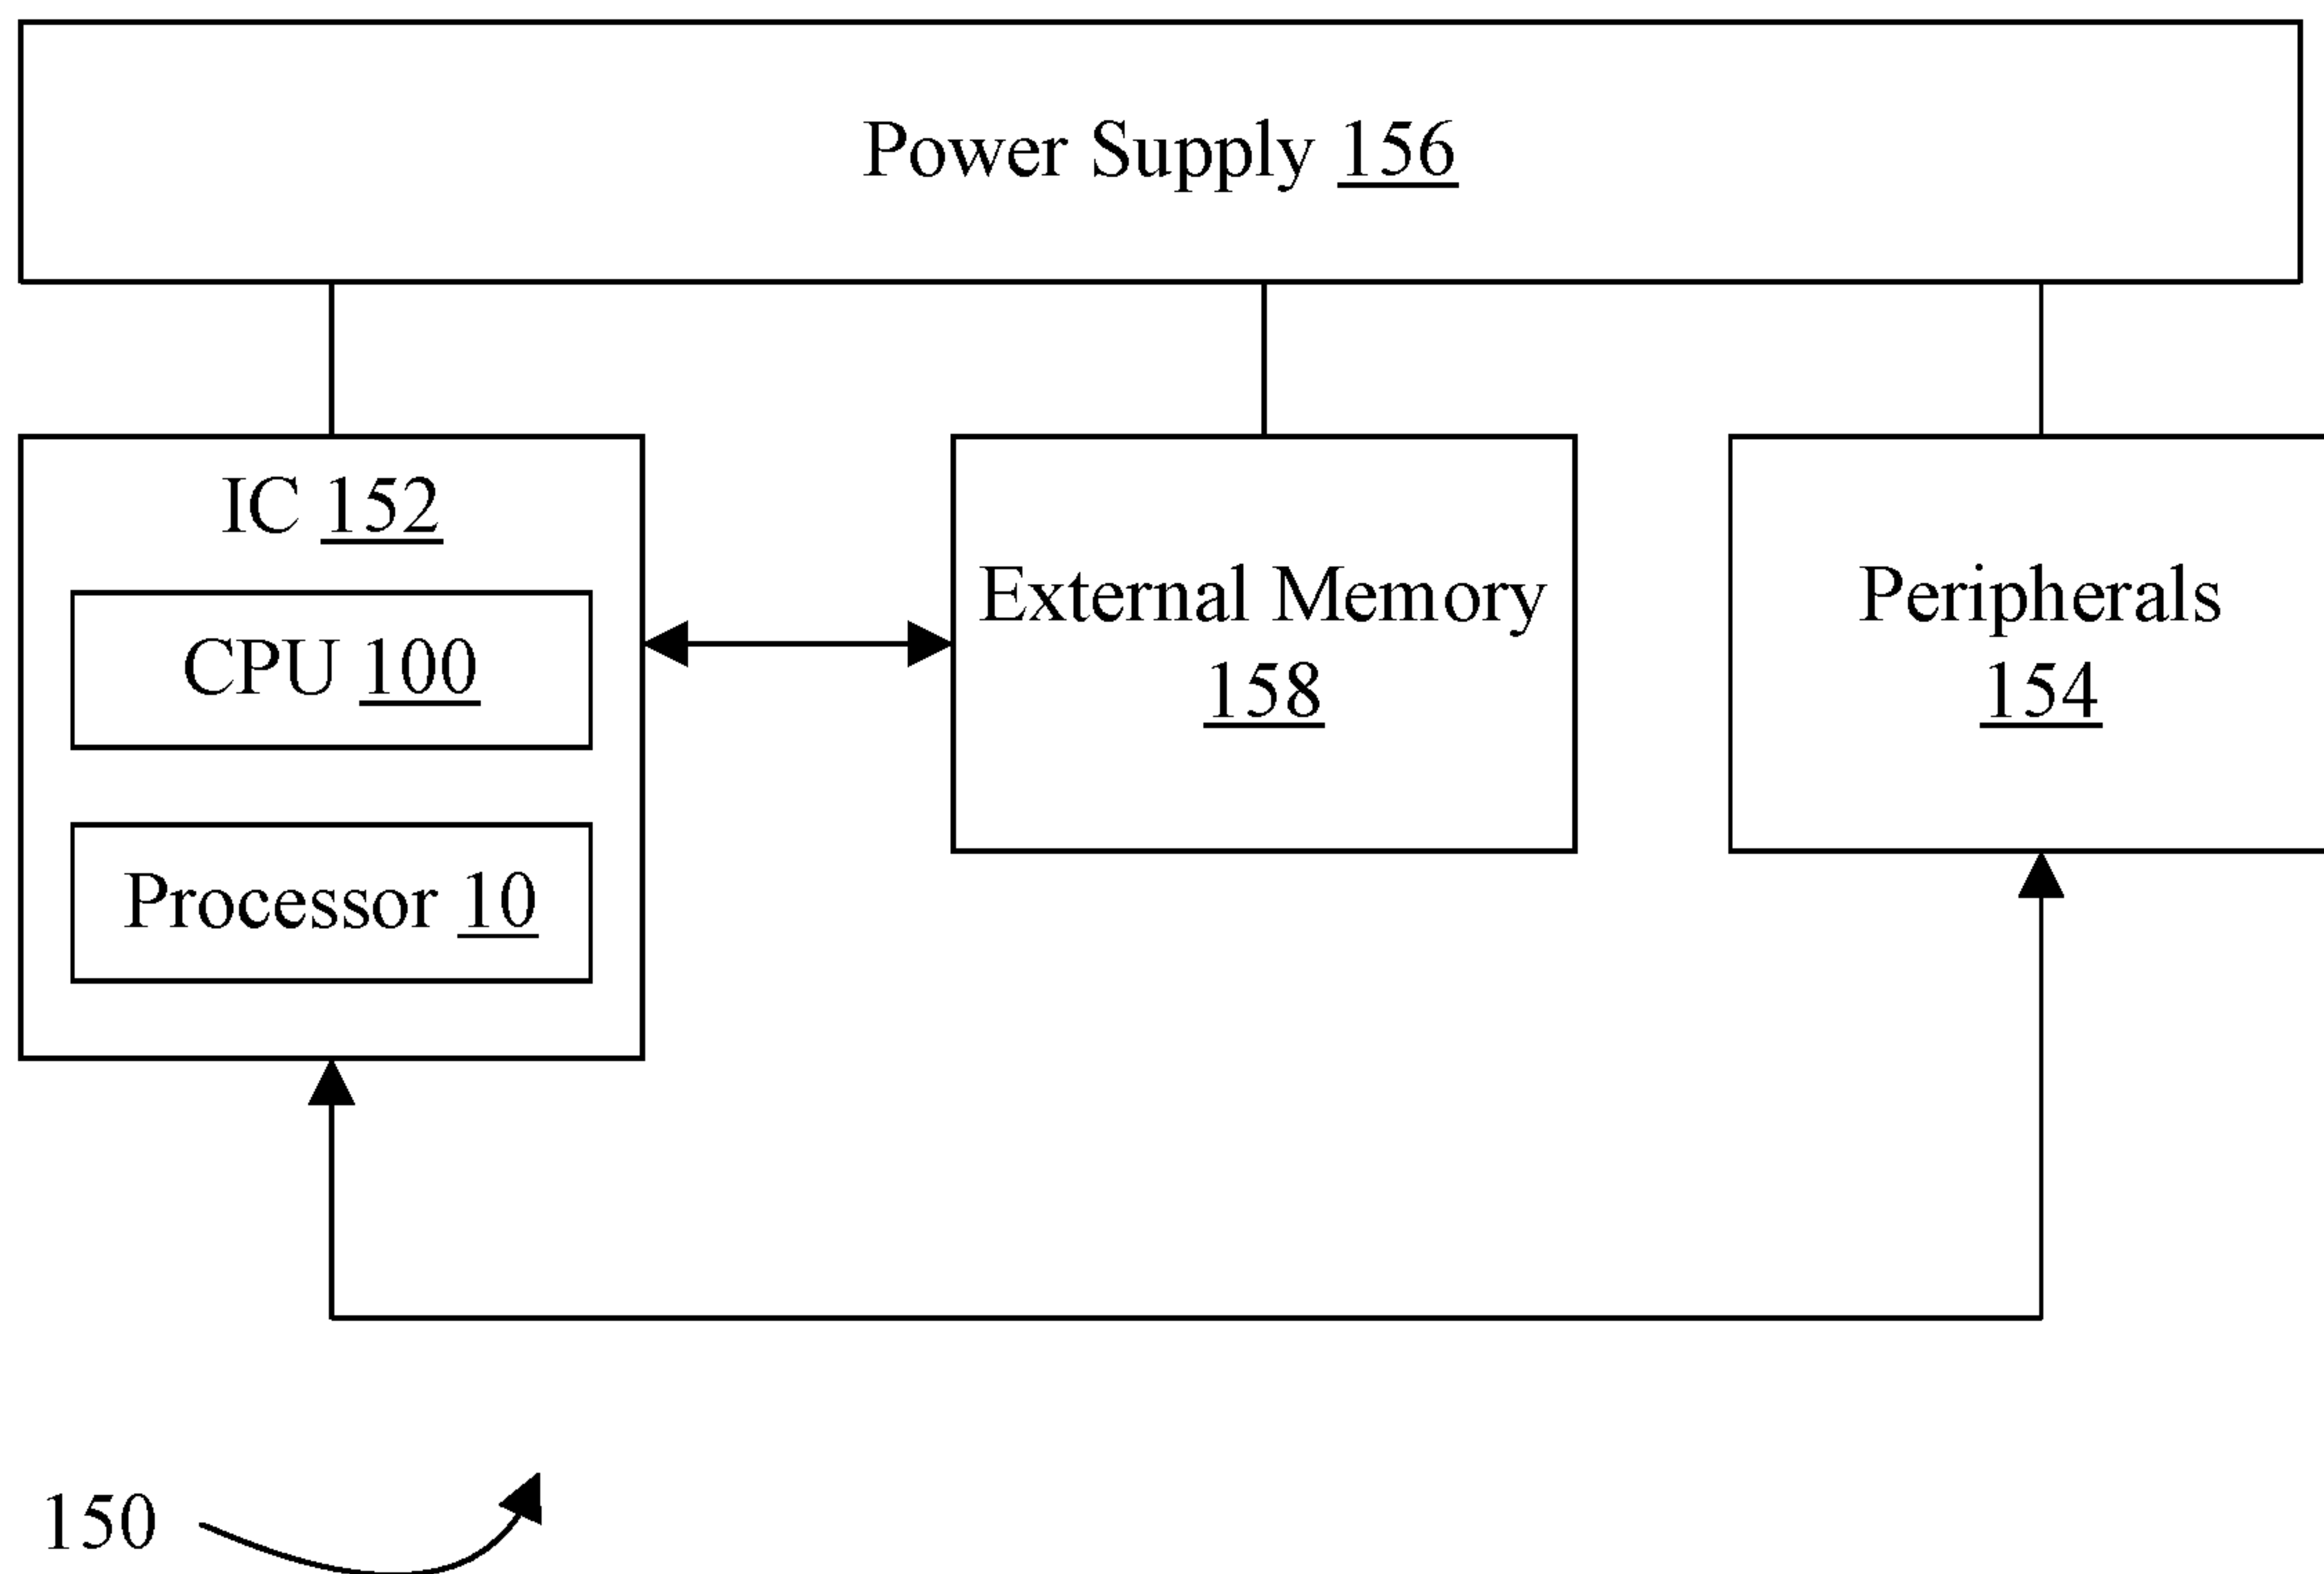 Power Supply 156
IC 152
CPU 100
Processor 10
External Memory
158
Peripherals
154
150